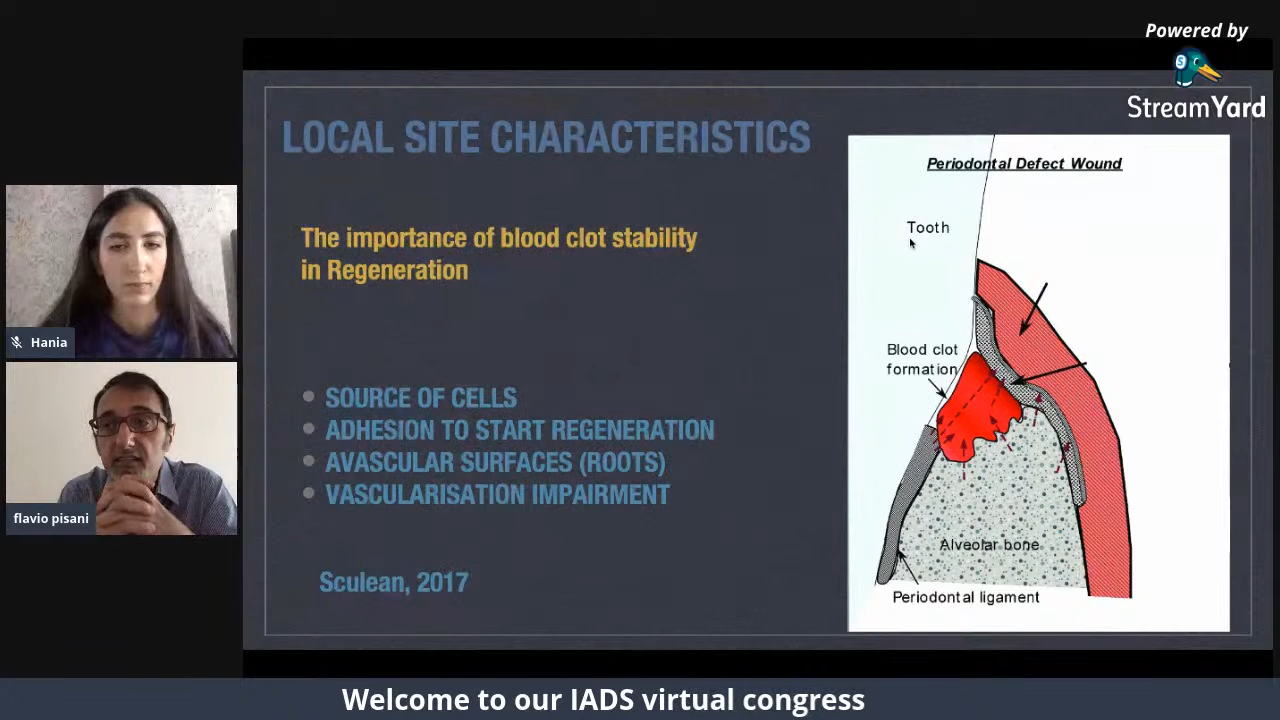 Powered by
S
StreamYard
LOCAL SITE CHARACTERISTICS
The importance of blood clot stability
in Regeneration
• SOURCE OF CELLS
• ADHESION TO START REGENERATION
• AVASCULAR SURFACES (ROOTS)
• VASCULARISATION IMPAIRMENT
Sculean, 2017
Periodontal Defect Wound
Tooth
Blood clot
formation
Alveolar bone
Periodontal ligament
Hania
flavio pisani
Welcome to our IADS virtual congress